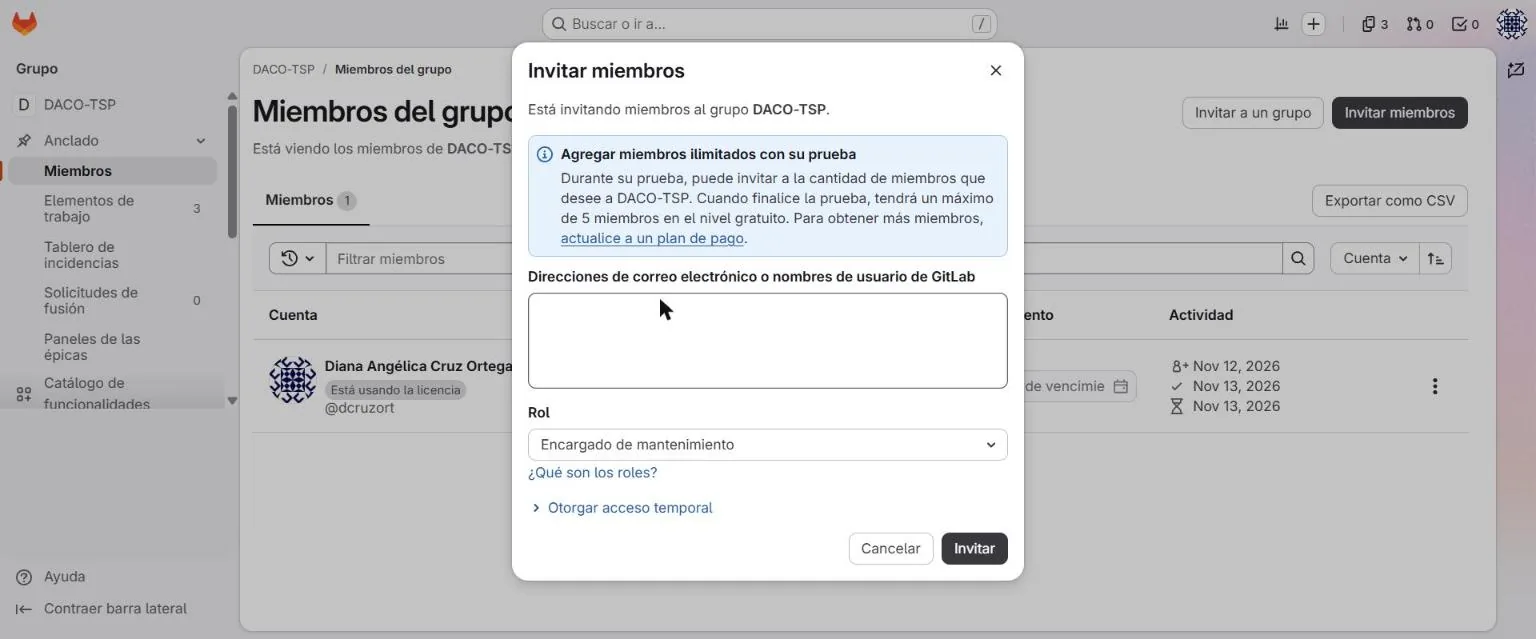 Buscar o ir a...
/
3
0
0
Grupo
D DACO-TSP
Anclado
Miembros
Elementos de trabajo
3
Tablero de incidencias
Solicitudes de fusión
0
Paneles de las épicas
Catálogo de funcionalidades
Ayuda
Contraer barra lateral
DACO-TSP / Miembros del grupo
Miembros del grupo
Está viendo los miembros de DACO-TS
Invitar a un grupo
Invitar miembros
Miembros 1
Exportar como CSV
Filtrar miembros
Cuenta
Cuenta
ento
Actividad
Diana Angélica Cruz Ortega
Está usando la licencia
@dcruzort
de vencimie
Nov 12, 2026
Nov 13, 2026
Nov 13, 2026
Invitar miembros
Está invitando miembros al grupo DACO-TSP.
Agregar miembros ilimitados con su prueba
Durante su prueba, puede invitar a la cantidad de miembros que
desee a DACO-TSP. Cuando finalice la prueba, tendrá un máximo
de 5 miembros en el nivel gratuito. Para obtener más miembros,
actualice a un plan de pago.
Direcciones de correo electrónico o nombres de usuario de GitLab
Rol
Encargado de mantenimiento
¿Qué son los roles?
Otorgar acceso temporal
Cancelar
Invitar